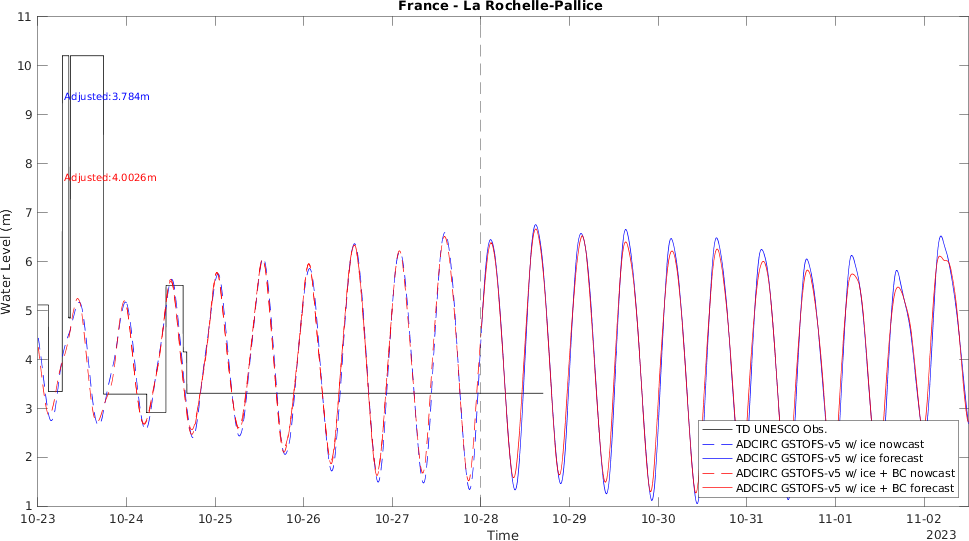 France - La Rochelle-Pallice
11
10
9
8
7
6
5
4
3
2
1
Water Level (m)
Adjusted:3.784m
Adjusted:4.0026m
TD UNESCO Obs.
ADCIRC GSTOFS-v5 w/ ice nowcast
ADCIRC GSTOFS-v5 w/ ice forecast
ADCIRC GSTOFS-v5 w/ ice + BC nowcast
ADCIRC GSTOFS-v5 w/ ice + BC forecast
10-23 10-24 10-25 10-26 10-27 10-28 10-29 10-30 10-31 11-01 11-02
Time
2023